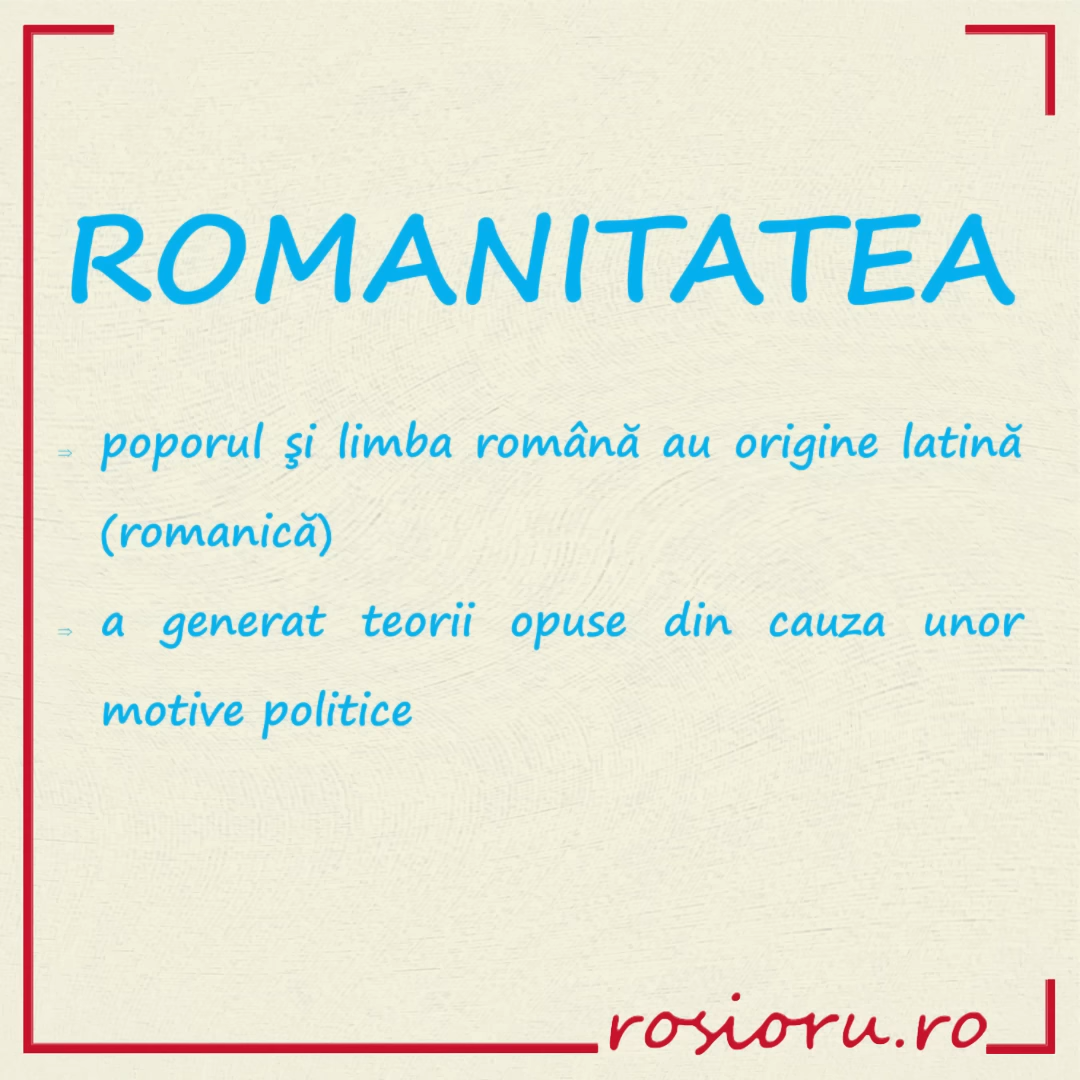 ROMANITATEA
⇒ poporul şi limba română au origine latină
(romanică)
⇒ a generat teorii opuse din cauza unor
motive politice
rosioru.ro